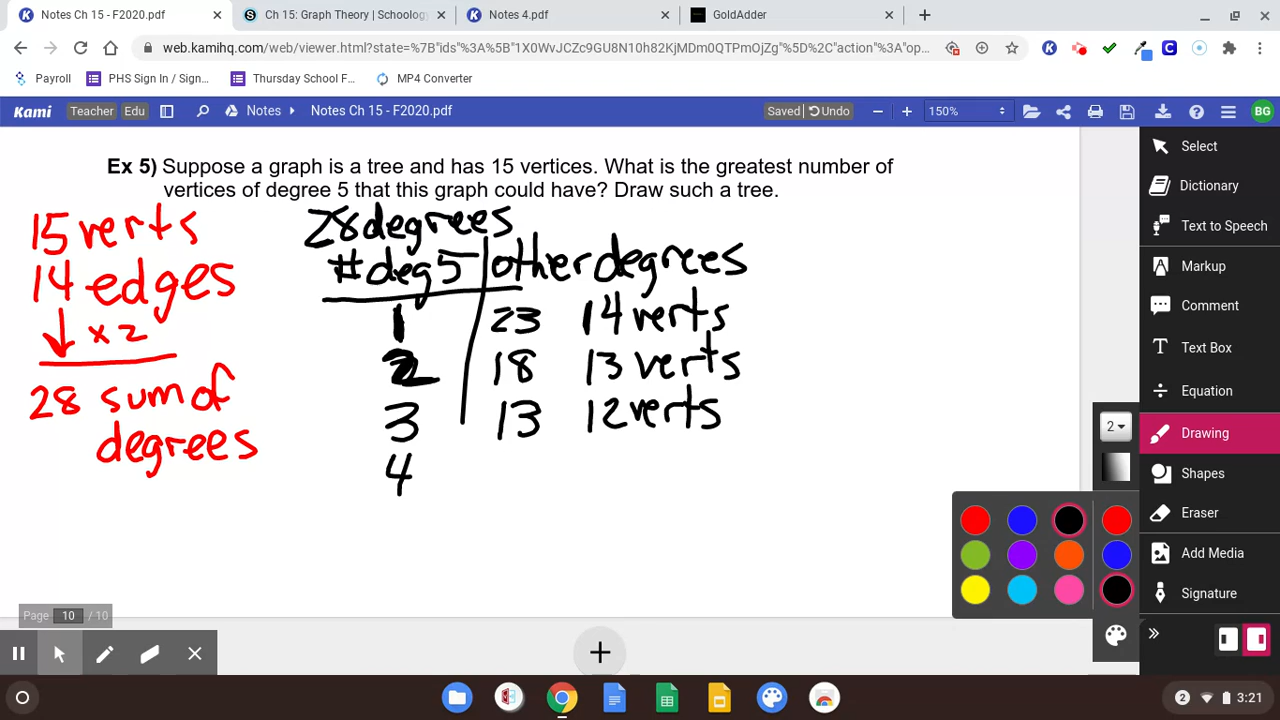 Notes Ch 15 - F2020.pdf
Ch 15: Graph Theory | Schoology
Notes 4.pdf
GoldAdder
web.kamihq.com/web/viewer.html?state=%7B"ids"%3A%5B"1X0WvJCZc9GU8N10h82KjMDm0QTPmOjZg"%5D%2C"action"%3A"op...
Payroll
PHS Sign In / Sign...
Thursday School F...
MP4 Converter
Kami
Teacher
Edu
Notes
Notes Ch 15 - F2020.pdf
Saved
Undo
150%
BG
Ex 5) Suppose a graph is a tree and has 15 vertices. What is the greatest number of
vertices of degree 5 that this graph could have? Draw such a tree.
15 verts
14 edges
↓ x 2
28 sum of
degrees
28 degrees
# deg 5 other degrees
1 23 14 verts
2 18 13 verts
3 13 12 verts
4
Select
Dictionary
Text to Speech
Markup
Comment
Text Box
Equation
2
Drawing
Shapes
Eraser
Add Media
Signature
Page 10 / 10
2
3:21